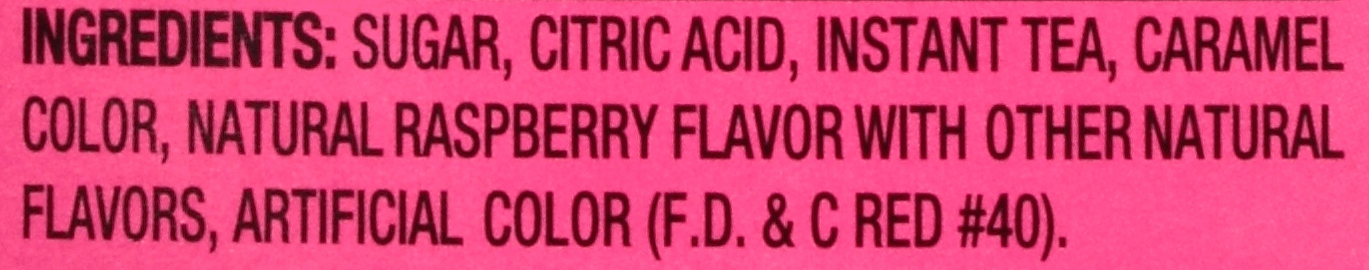 INGREDIENTS: SUGAR, CITRIC ACID, INSTANT TEA, CARAMEL
COLOR, NATURAL RASPBERRY FLAVOR WITH OTHER NATURAL
FLAVORS, ARTIFICIAL COLOR (F.D. & C RED #40).